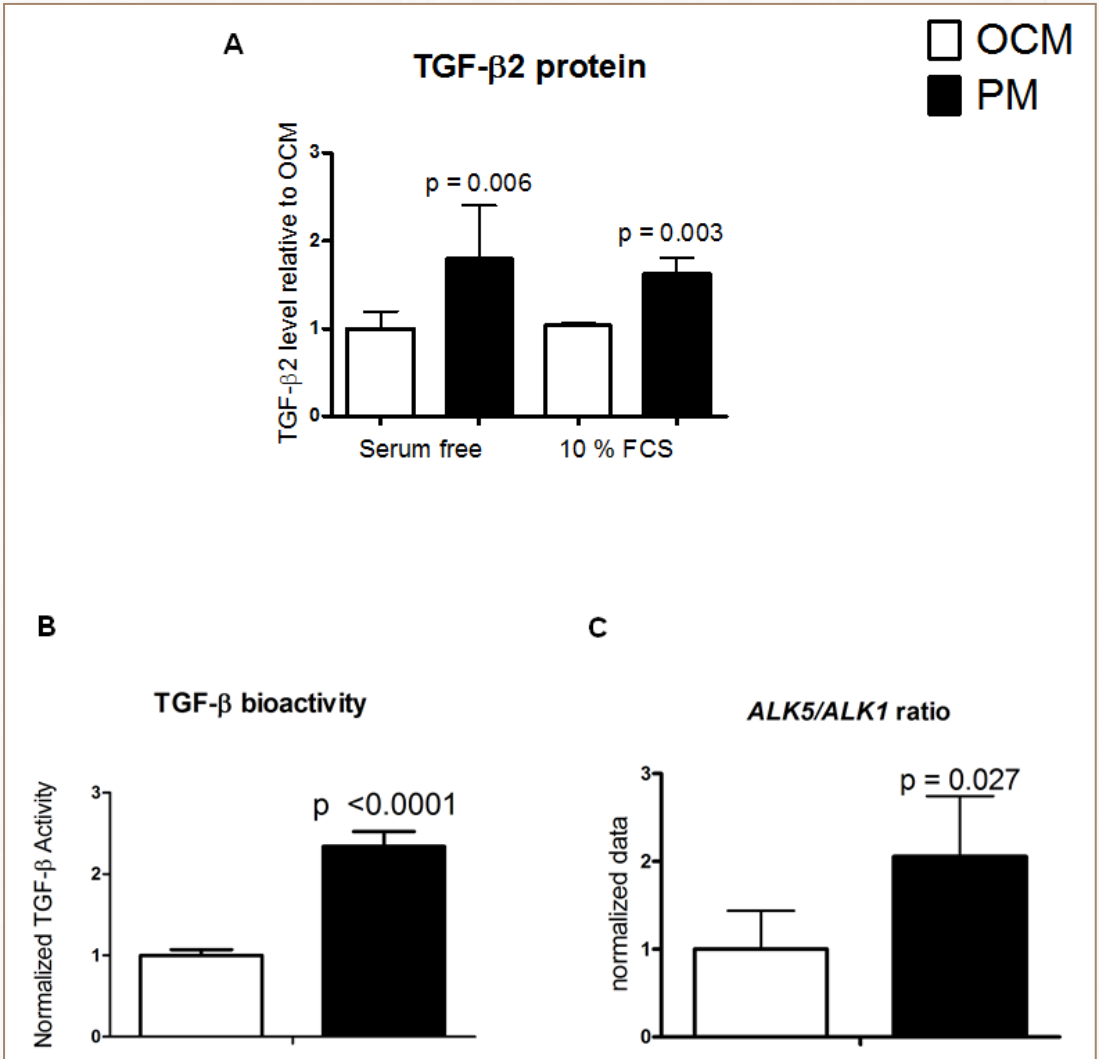 A
TGF-β2 protein
OCM
PM
TGF-β2 level relative to OCM
3
2
1
0
p = 0.006
p = 0.003
Serum free
10 % FCS
B
TGF-β bioactivity
Normalized TGF-β Activity
3
2
1
0
p <0.0001
C
ALK5/ALK1 ratio
normalized data
3
2
1
0
p = 0.027